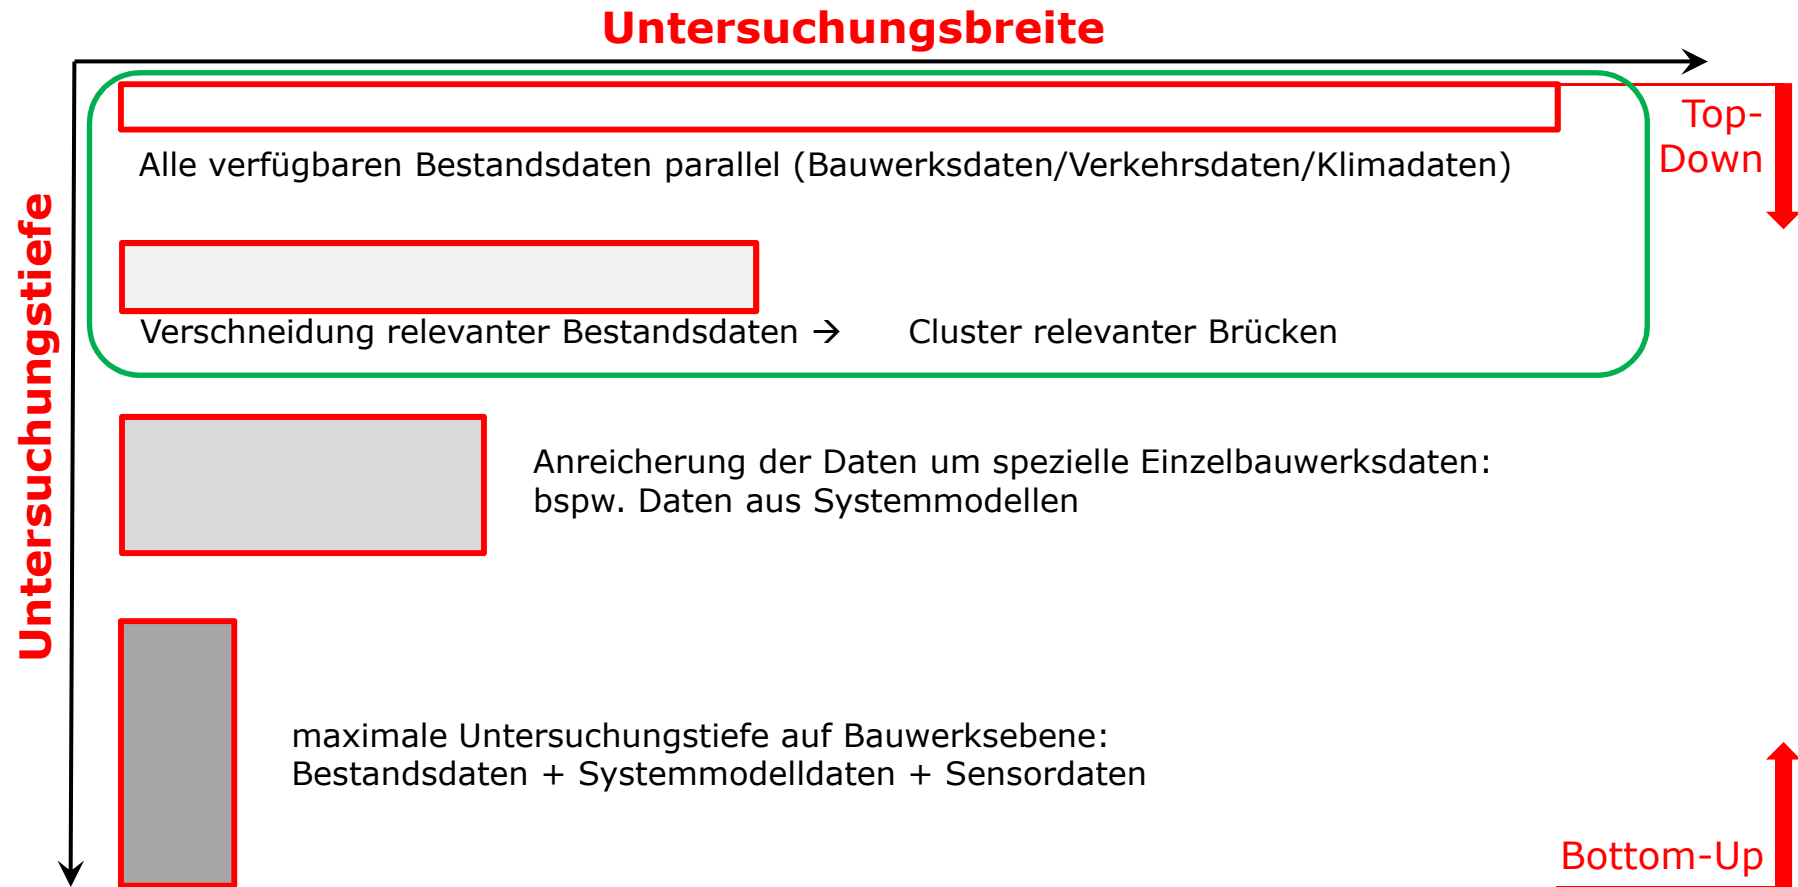 Untersuchungsbreite
Untersuchungstiefe
Top-
Down
Alle verfügbaren Bestandsdaten parallel (Bauwerksdaten/Verkehrsdaten/Klimadaten)
Verschneidung relevanter Bestandsdaten → Cluster relevanter Brücken
Anreicherung der Daten um spezielle Einzelbauwerksdaten:
bspw. Daten aus Systemmodellen
maximale Untersuchungstiefe auf Bauwerksebene:
Bestandsdaten + Systemmodelldaten + Sensordaten
Bottom-Up